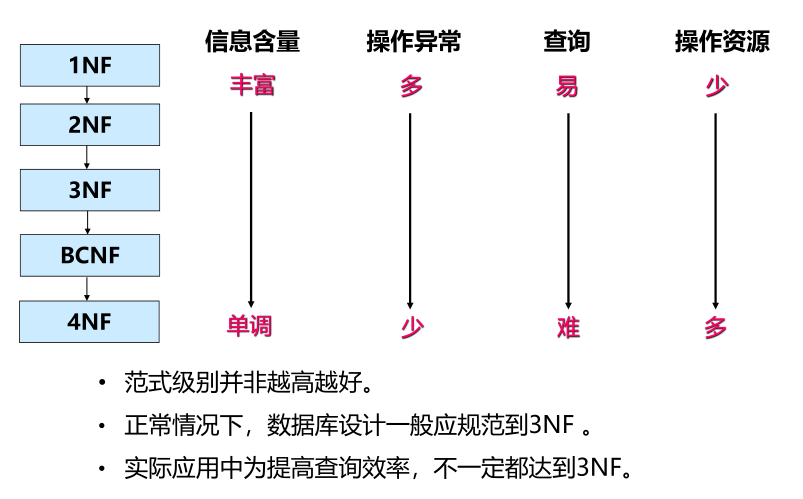 信息含量 操作异常 查询 操作资源
1NF 丰富 多 易 少
2NF
3NF
BCNF
4NF 单调 少 难 多
• 范式级别并非越高越好。
• 正常情况下，数据库设计一般应规范到3NF 。
• 实际应用中为提高查询效率，不一定都达到3NF。